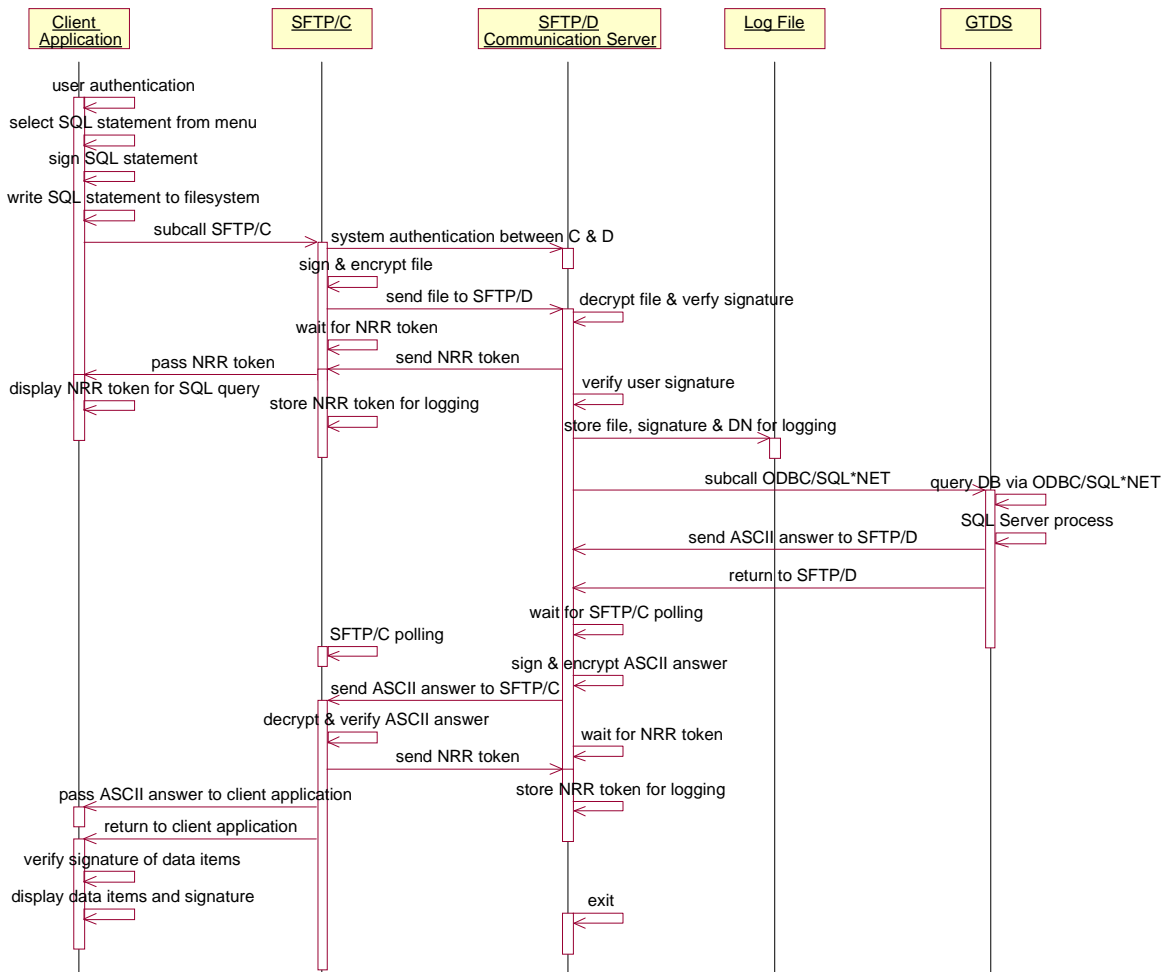 Client
Application
SFTP/C
SFTP/D
Communication Server
Log File
GTDS
user authentication
select SQL statement from menu
sign SQL statement
write SQL statement to filesystem
subcall SFTP/C
system authentication between C & D
sign & encrypt file
send file to SFTP/D
decrypt file & verfy signature
wait for NRR token
send NRR token
pass NRR token
verify user signature
display NRR token for SQL query
store NRR token for logging
store file, signature & DN for logging
subcall ODBC/SQL*NET
query DB via ODBC/SQL*NET
SQL Server process
send ASCII answer to SFTP/D
return to SFTP/D
wait for SFTP/C polling
SFTP/C polling
sign & encrypt ASCII answer
send ASCII answer to SFTP/C
decrypt & verify ASCII answer
wait for NRR token
send NRR token
store NRR token for logging
pass ASCII answer to client application
return to client application
verify signature of data items
display data items and signature
exit